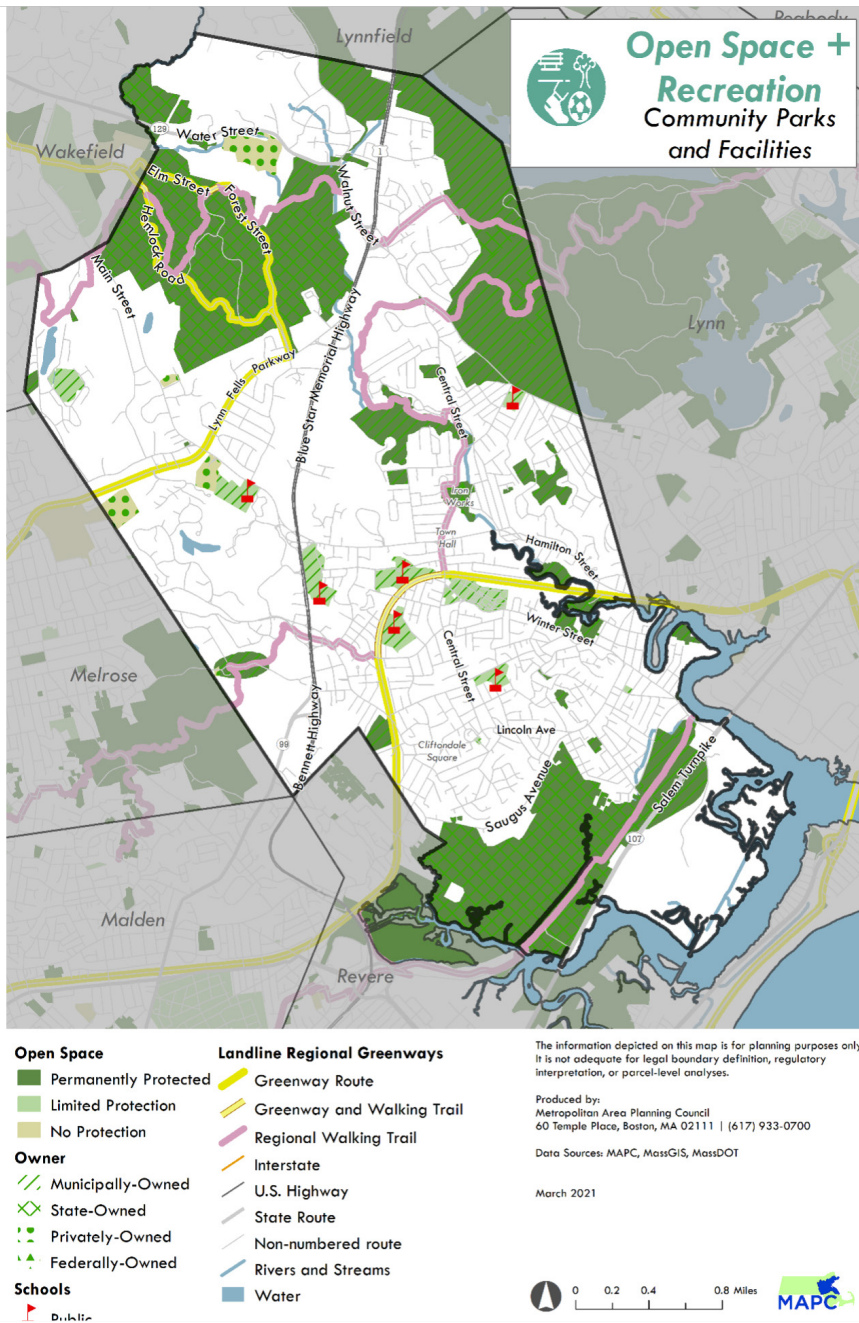 Peabody
Lynnfield
Open Space +
Recreation
Community Parks
and Facilities
129
Water Street
1
Wakefield
Elm Street
Forest Street
Walnut Street
Hemlock Road
Main Street
Lynn
Blue Star Memorial Highway
Lynn Fells Parkway
Central Street
Iron
Works
Town
Hall
Hamilton Street
Winter Street
Melrose
Central Street
Bennett Highway
99
Lincoln Ave
Cliftondale
Square
Salem Turnpike
Saugus Avenue
107
Malden
Revere
Open Space
Permanently Protected
Limited Protection
No Protection
Owner
Municipally-Owned
State-Owned
Privately-Owned
Federally-Owned
Schools
Public
Landline Regional Greenways
Greenway Route
Greenway and Walking Trail
Regional Walking Trail
Interstate
U.S. Highway
State Route
Non-numbered route
Rivers and Streams
Water
The information depicted on this map is for planning purposes only
It is not adequate for legal boundary definition, regulatory
interpretation, or parcel-level analyses.
Produced by:
Metropolitan Area Planning Council
60 Temple Place, Boston, MA 02111 | (617) 933-0700
Data Sources: MAPC, MassGIS, MassDOT
March 2021
0 0.2 0.4 0.8 Miles
MAPC